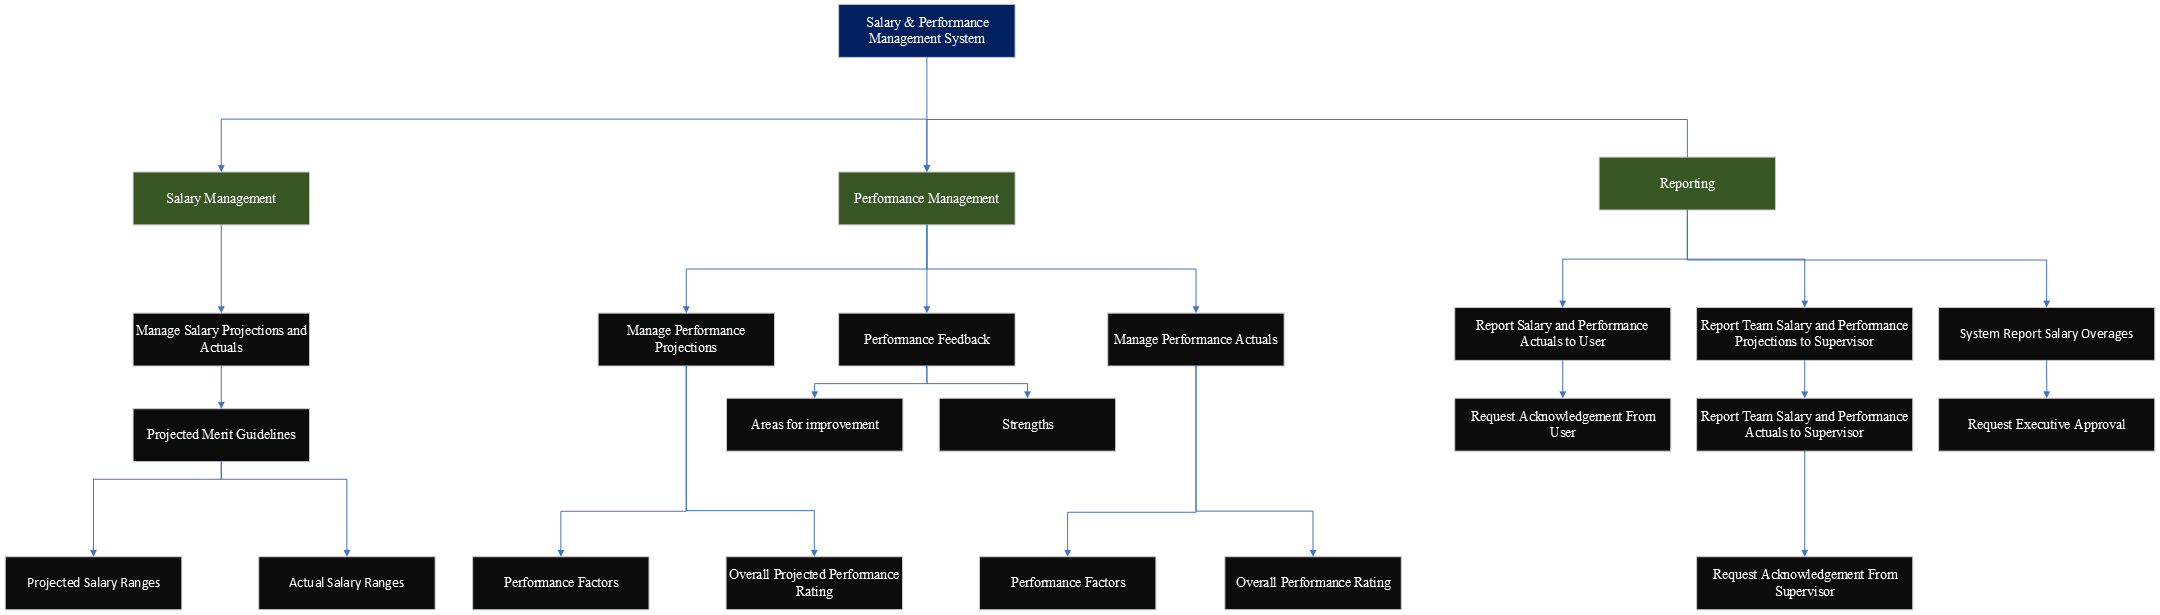 Salary & Performance
Management System
Salary Management
Performance Management
Reporting
Manage Salary Projections and
Actuals
Manage Performance
Projections
Performance Feedback
Manage Performance Actuals
Report Salary and Performance
Actuals to User
Report Team Salary and Performance
Projections to Supervisor
System Report Salary Overages
Projected Merit Guidelines
Areas for improvement
Strengths
Request Acknowledgement From
User
Report Team Salary and Performance
Actuals to Supervisor
Request Executive Approval
Projected Salary Ranges
Actual Salary Ranges
Performance Factors
Overall Projected Performance
Rating
Performance Factors
Overall Performance Rating
Request Acknowledgement From
Supervisor